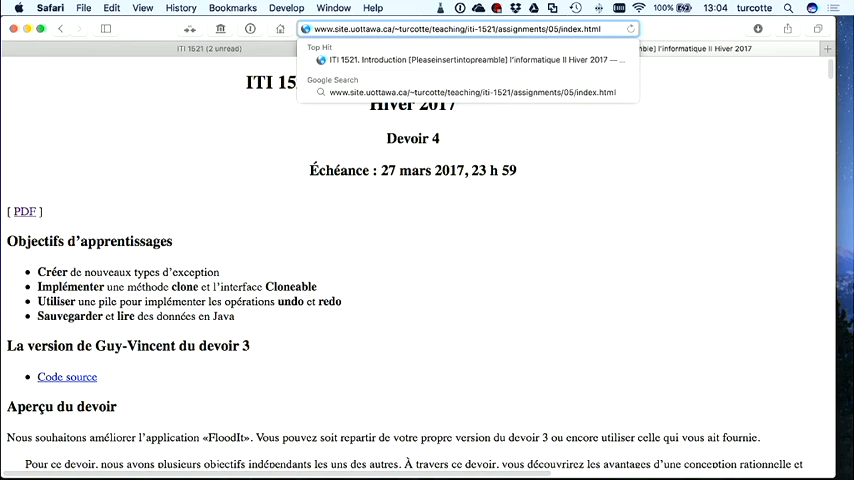 Safari File Edit View History Bookmarks Develop Window Help 100% 13:04 turcotte
www.site.uottawa.ca/~turcotte/teaching/iti-1521/assignments/05/index.html
ITI 1521 (2 unread)
ble] l'informatique II Hiver 2017
Top Hit
ITI 1521. Introduction [Pleaseinsertintopreamble] l'informatique II Hiver 2017 — ...
Google Search
www.site.uottawa.ca/~turcotte/teaching/iti-1521/assignments/05/index.html
ITI 15
Hiver 2017
Devoir 4
Échéance : 27 mars 2017, 23 h 59
[ PDF ]
Objectifs d'apprentissages
• Créer de nouveaux types d'exception
• Implémenter une méthode clone et l'interface Cloneable
• Utiliser une pile pour implémenter les opérations undo et redo
• Sauvegarder et lire des données en Java
La version de Guy-Vincent du devoir 3
• Code source
Aperçu du devoir
Nous souhaitons améliorer l'application «FloodIt». Vous pouvez soit repartir de votre propre version du devoir 3 ou encore utiliser celle qui vous ait fournie.
Pour ce devoir, nous avons plusieurs objectifs indépendants les uns des autres. À travers ce devoir, vous découvrirez les avantages d'une conception rationnelle et